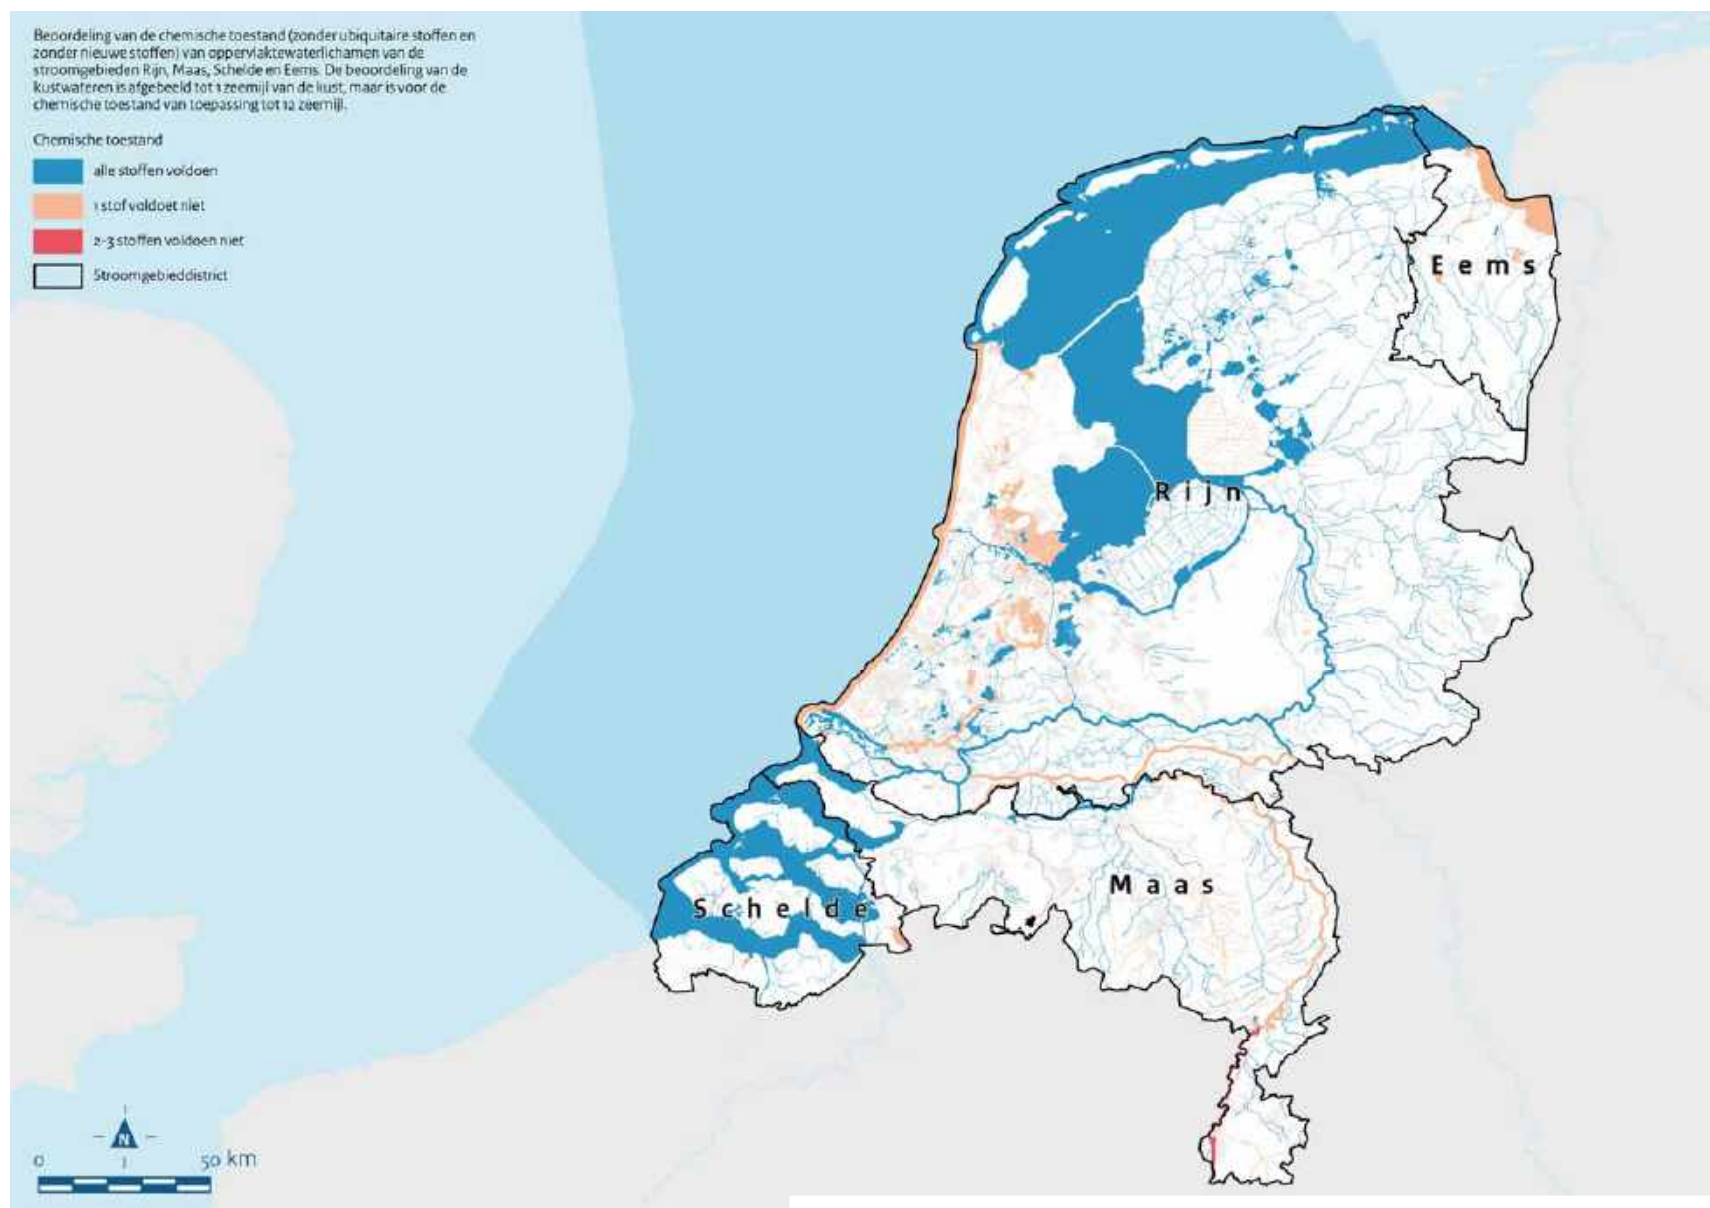 Beoordeling van de chemische toestand (zonder ubiquitaire stoffen en
zonder nieuwe stoffen) van oppervlaktewaterlichamen van de
stroomgebieden Rijn, Maas, Schelde en Eems. De beoordeling van de
kustwateren is afgebeeld tot 1 zeemijl van de kust, maar is voor de
chemische toestand van toepassing tot 12 zeemijl.
Chemische toestand
alle stoffen voldoen
1 stof voldoet niet
2-3 stoffen voldoen niet
Stroomgebieddistrict
Eems
Rijn
Maas
Schelde
N
0 50 km